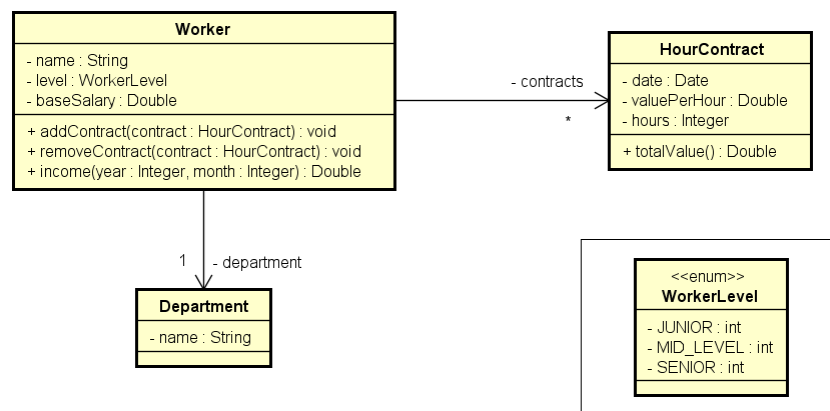 Worker
- name : String
- level : WorkerLevel
- baseSalary : Double
+ addContract(contract : HourContract) : void
+ removeContract(contract : HourContract) : void
+ income(year : Integer, month : Integer) : Double
- contracts
*
HourContract
- date : Date
- valuePerHour : Double
- hours : Integer
+ totalValue() : Double
1
- department
Department
- name : String
<<enum>>
WorkerLevel
- JUNIOR : int
- MID_LEVEL : int
- SENIOR : int